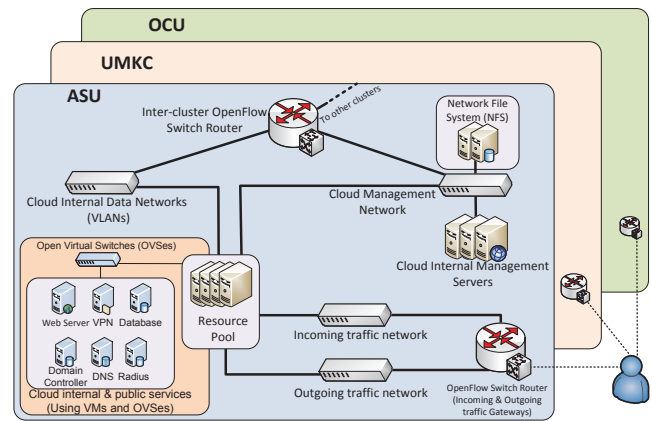 OCU
UMKC
ASU
Inter-cluster OpenFlow
Switch Router
To other clusters
Network File
System (NFS)
Cloud Internal Data Networks
(VLANs)
Cloud Management
Network
Cloud Internal Management
Servers
Open Virtual Switches (OVSes)
Web Server VPN Database
Domain
Controller DNS Radius
Cloud internal & public services
(Using VMs and OVSes)
Resource
Pool
Incoming traffic network
Outgoing traffic network
OpenFlow Switch Router
(Incoming & Outgoing
traffic Gateways)